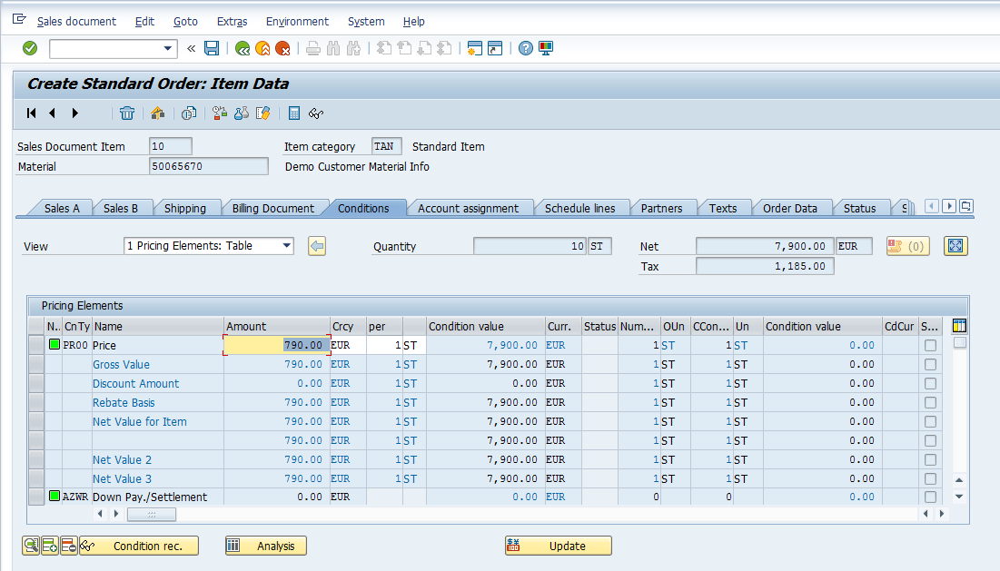 Sales document Edit Goto Extras Environment System Help
Create Standard Order: Item Data
Sales Document Item 10 Item category TAN Standard Item
Material 50065670 Demo Customer Material Info
Sales A Sales B Shipping Billing Document Conditions Account assignment Schedule lines Partners Texts Order Data Status
View 1 Pricing Elements: Table Quantity 10 ST Net 7,900.00 EUR (0)
Tax 1,185.00
Pricing Elements
N.. CnTy Name Amount Crcy per Condition value Curr. Status Num... OUn CCon... Un Condition value CdCur S...
PR00 Price 790.00 EUR 1 ST 7,900.00 EUR 1 ST 1 ST 0.00
Gross Value 790.00 EUR 1 ST 7,900.00 EUR 1 ST 1 ST 0.00
Discount Amount 0.00 EUR 1 ST 0.00 EUR 1 ST 1 ST 0.00
Rebate Basis 790.00 EUR 1 ST 7,900.00 EUR 1 ST 1 ST 0.00
Net Value for Item 790.00 EUR 1 ST 7,900.00 EUR 1 ST 1 ST 0.00
790.00 EUR 1 ST 7,900.00 EUR 1 ST 1 ST 0.00
Net Value 2 790.00 EUR 1 ST 7,900.00 EUR 1 ST 1 ST 0.00
Net Value 3 790.00 EUR 1 ST 7,900.00 EUR 1 ST 1 ST 0.00
AZWR Down Pay./Settlement 0.00 EUR 0.00 EUR 0 0 0.00
Condition rec. Analysis Update